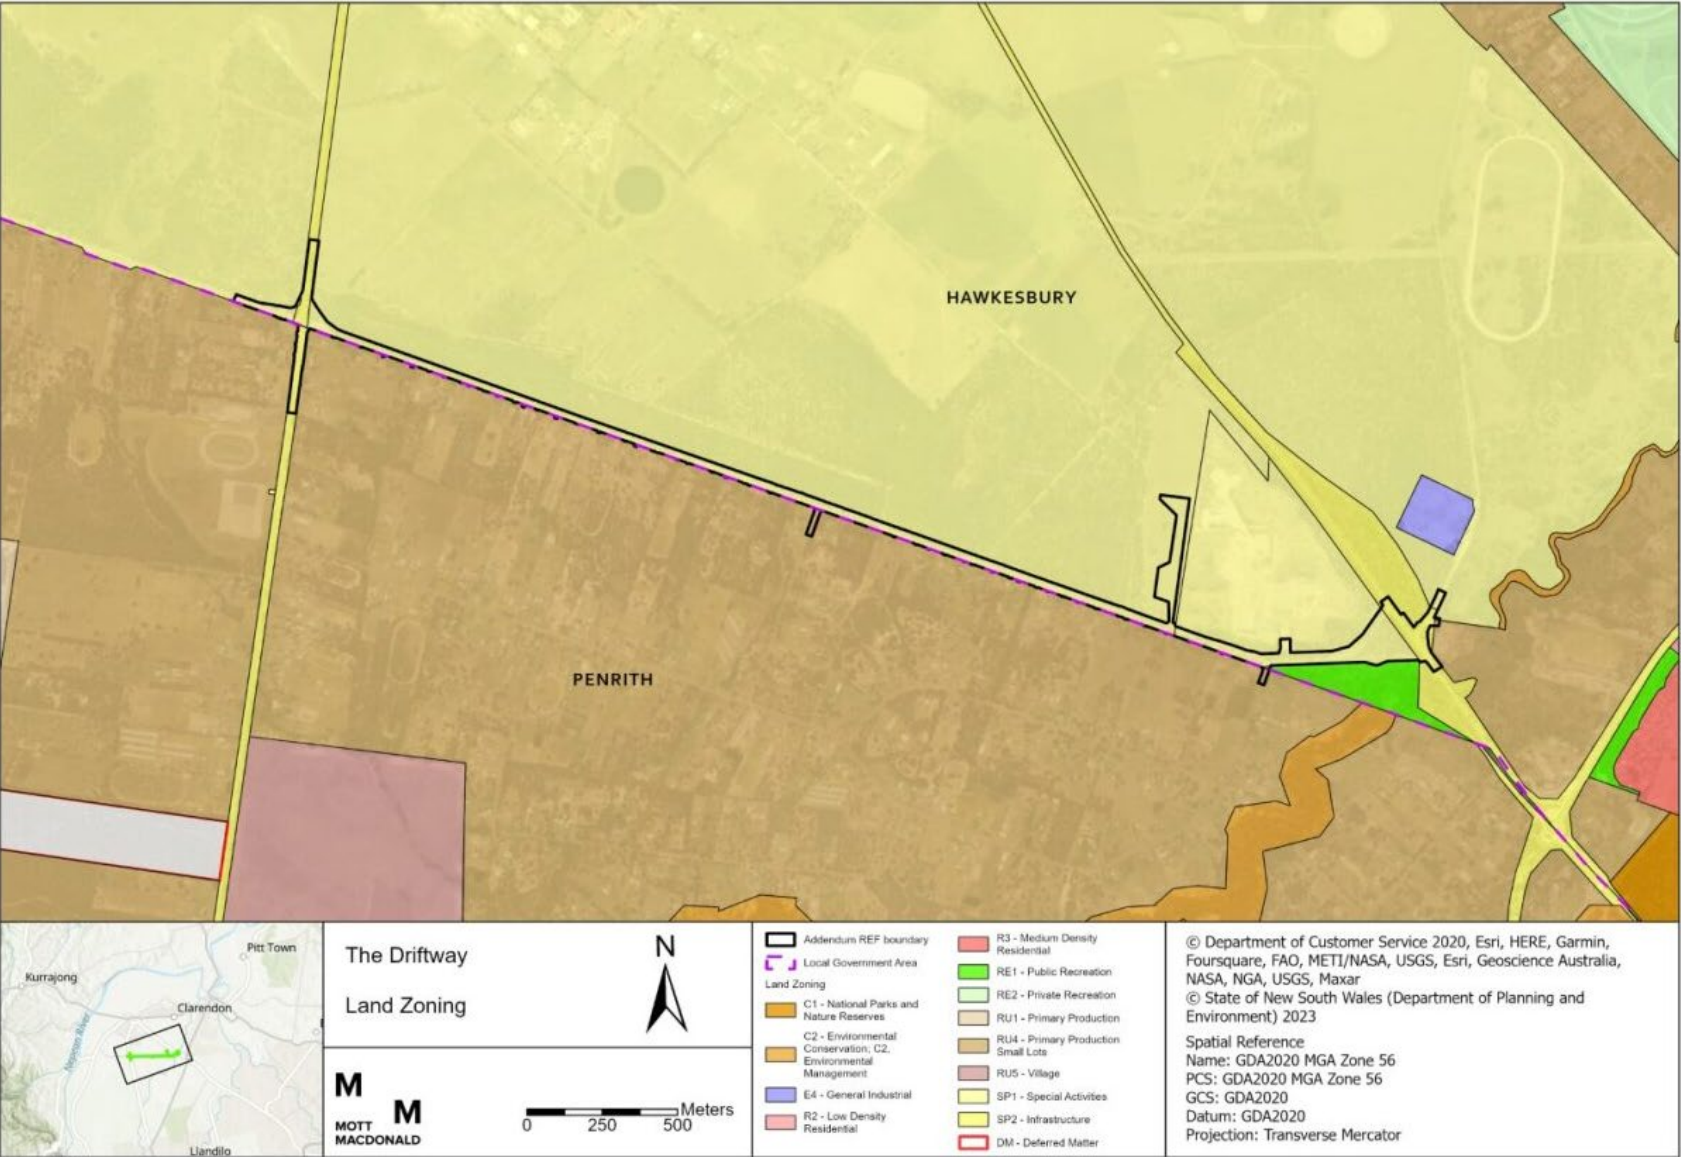 HAWKESBURY
PENRITH
Pitt Town
Kurrajong
Clarendon
Nepean River
Llandilo
The Driftway
Land Zoning
N
M
M
MOTT
MACDONALD
Meters
0 250 500
Addendum REF boundary
Local Government Area
Land Zoning
C1 - National Parks and
Nature Reserves
C2 - Environmental
Conservation; C2,
Environmental
Management
E4 - General Industrial
R2 - Low Density
Residential
R3 - Medium Density
Residential
RE1 - Public Recreation
RE2 - Private Recreation
RU1 - Primary Production
RU4 - Primary Production
Small Lots
RU5 - Village
SP1 - Special Activities
SP2 - Infrastructure
DM - Deferred Matter
© Department of Customer Service 2020, Esri, HERE, Garmin,
Foursquare, FAO, METI/NASA, USGS, Esri, Geoscience Australia,
NASA, NGA, USGS, Maxar
© State of New South Wales (Department of Planning and
Environment) 2023
Spatial Reference
Name: GDA2020 MGA Zone 56
PCS: GDA2020 MGA Zone 56
GCS: GDA2020
Datum: GDA2020
Projection: Transverse Mercator